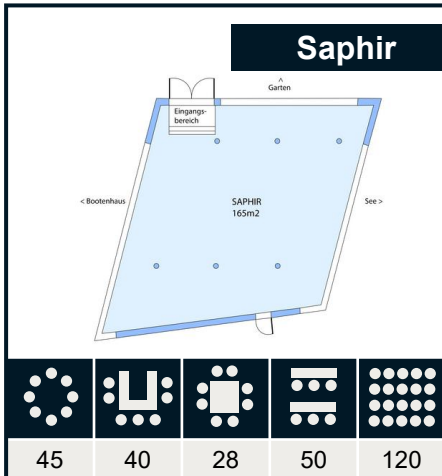 Saphir
^
Garten
Eingangs-
bereich
< Bootenhaus
SAPHIR
165m2
See >
45
40
28
50
120